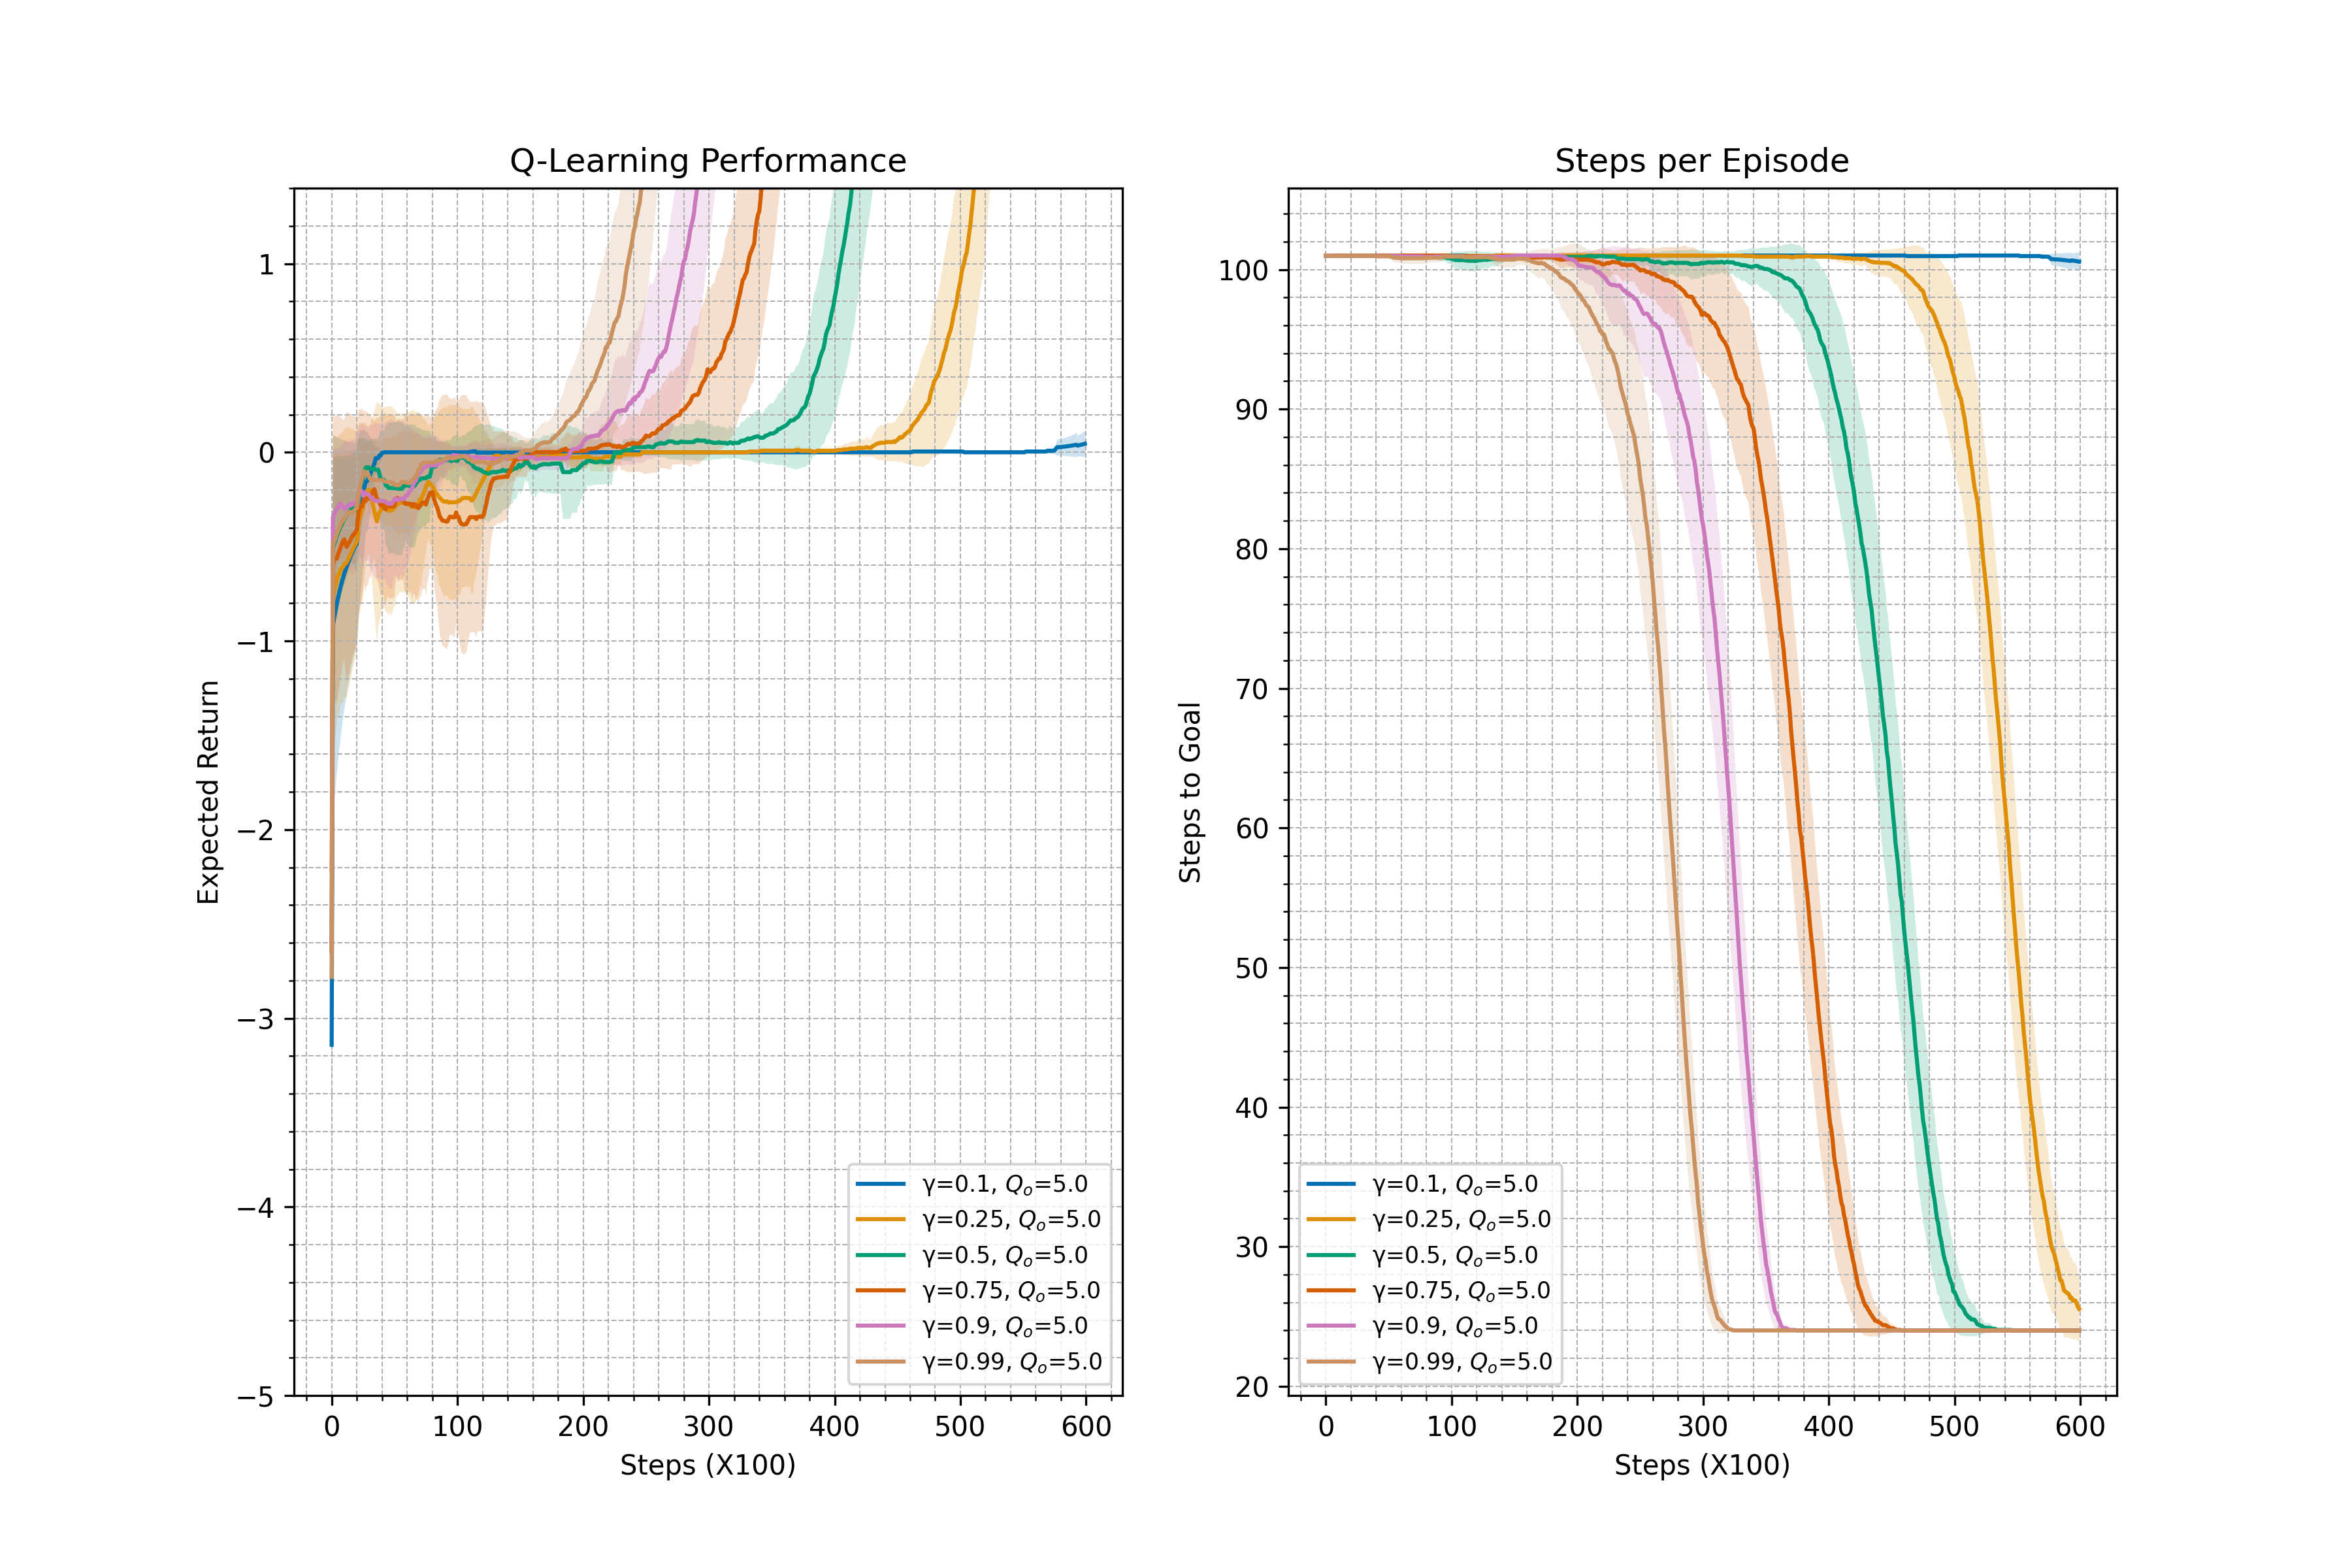 Q-Learning Performance
Expected Return
1
0
−1
−2
−3
−4
−5
0 100 200 300 400 500 600
Steps (X100)
γ=0.1, Qₒ=5.0
γ=0.25, Qₒ=5.0
γ=0.5, Qₒ=5.0
γ=0.75, Qₒ=5.0
γ=0.9, Qₒ=5.0
γ=0.99, Qₒ=5.0
Steps per Episode
Steps to Goal
100
90
80
70
60
50
40
30
20
0 100 200 300 400 500 600
Steps (X100)
γ=0.1, Qₒ=5.0
γ=0.25, Qₒ=5.0
γ=0.5, Qₒ=5.0
γ=0.75, Qₒ=5.0
γ=0.9, Qₒ=5.0
γ=0.99, Qₒ=5.0